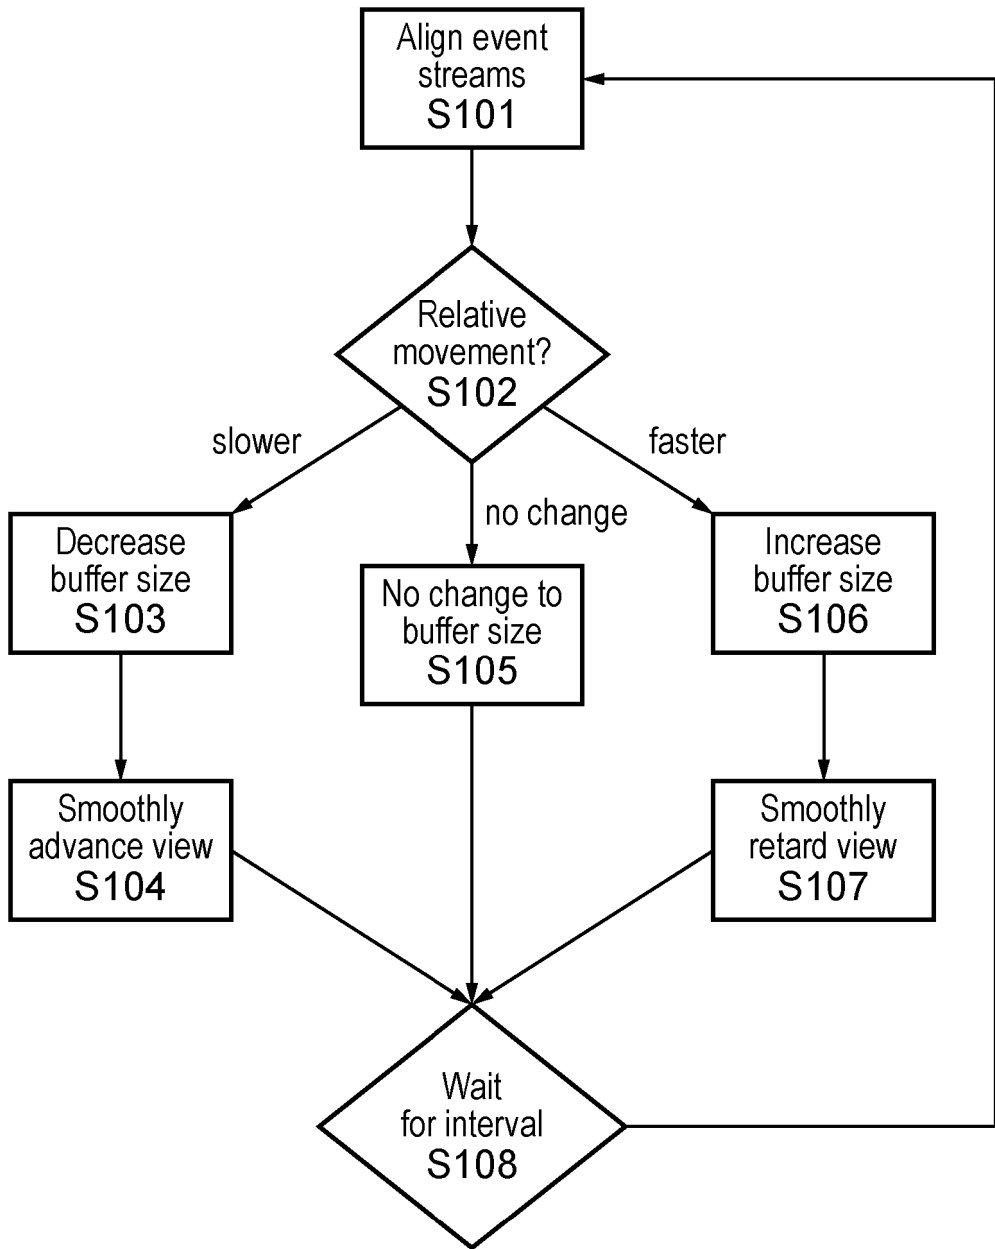 Align event
streams
S101
Relative
movement?
S102
slower
faster
no change
Decrease
buffer size
S103
No change to
buffer size
S105
Increase
buffer size
S106
Smoothly
advance view
S104
Smoothly
retard view
S107
Wait
for interval
S108